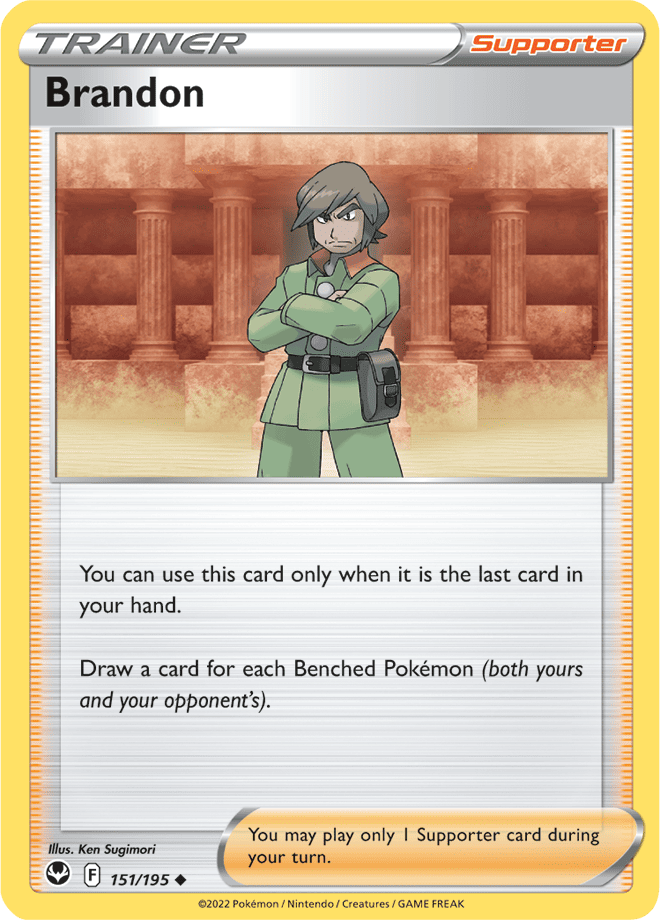 TRAINER Supporter
Brandon
You can use this card only when it is the last card in
your hand.
Draw a card for each Benched Pokémon (both yours
and your opponent's).
You may play only 1 Supporter card during
your turn.
Illus. Ken Sugimori
F 151/195
©2022 Pokémon / Nintendo / Creatures / GAME FREAK